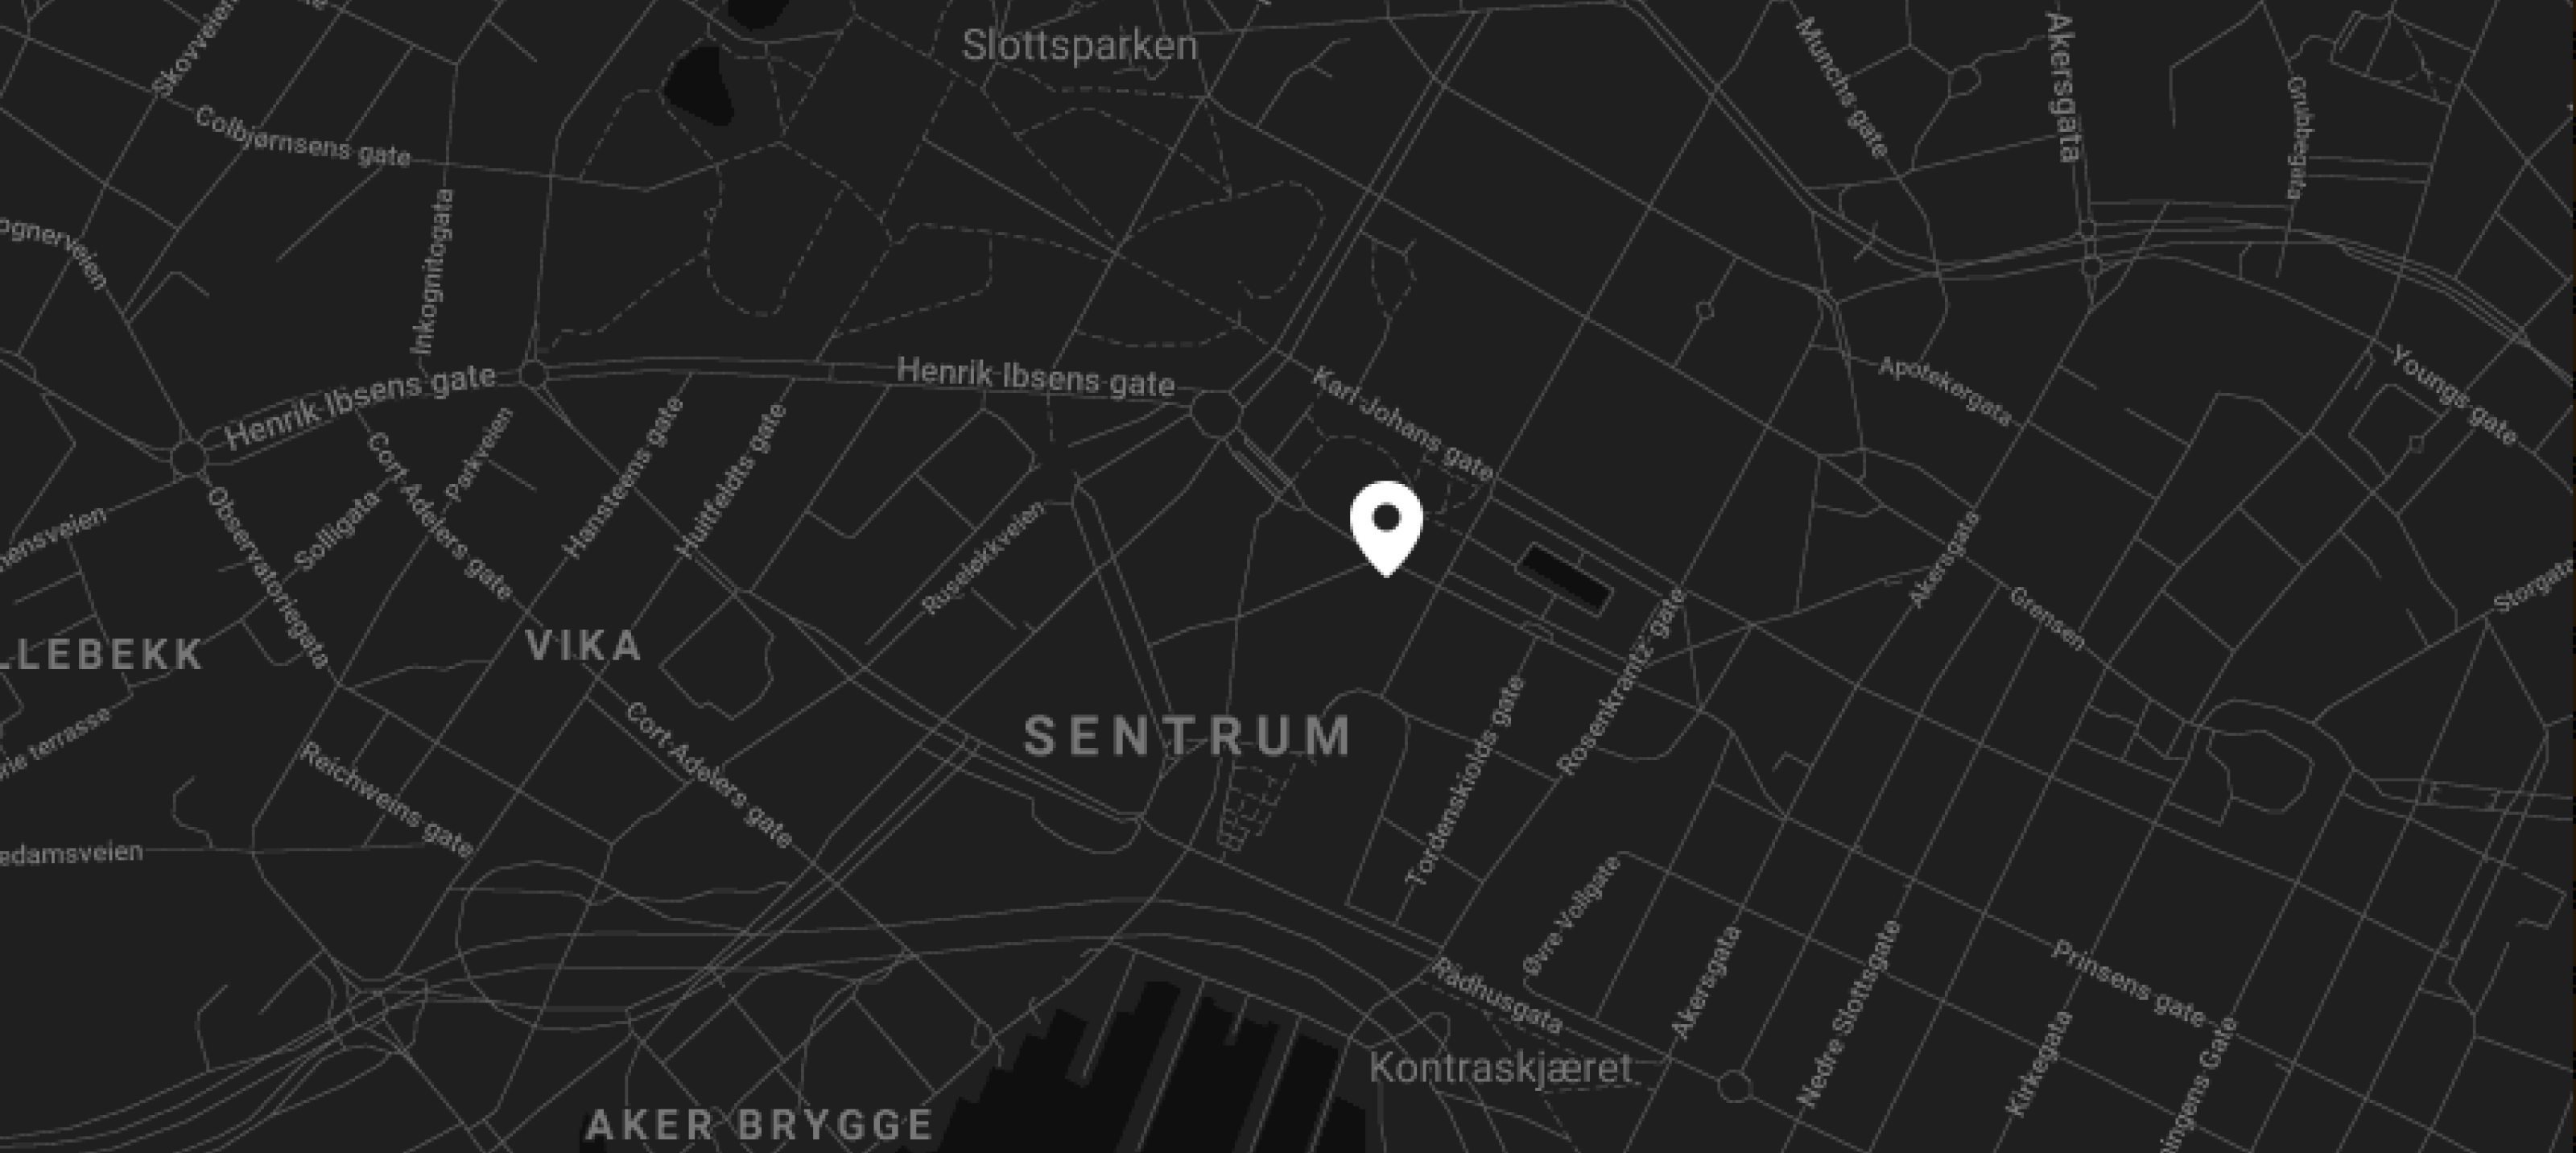 Slottsparken
Skovveien
Munchs gate
Akersgata
Grubbegata
Colbjørnsens gate
Inkognitogata
ognerveien
Henrik Ibsens gate
Henrik Ibsens gate
Karl Johans gate
Apotekergata
Youngs gate
Parkveien
Hansteens gate
Huitfeldts gate
Cort Adelers gate
Solligata
Observatoriegata
Ruseløkkveien
Akersgata
Grensen
Storgata
LLEBEKK
VIKA
SENTRUM
Rosenkrantz' gate
Tordenskiolds gate
Cort Adelers gate
Reichweins gate
rie terrasse
edamsveien
Øvre Vollgate
Rådhusgata
Akersgata
Nedre Slottsgate
Prinsens gate
Kirkegata
Kontraskjæret
AKER BRYGGE